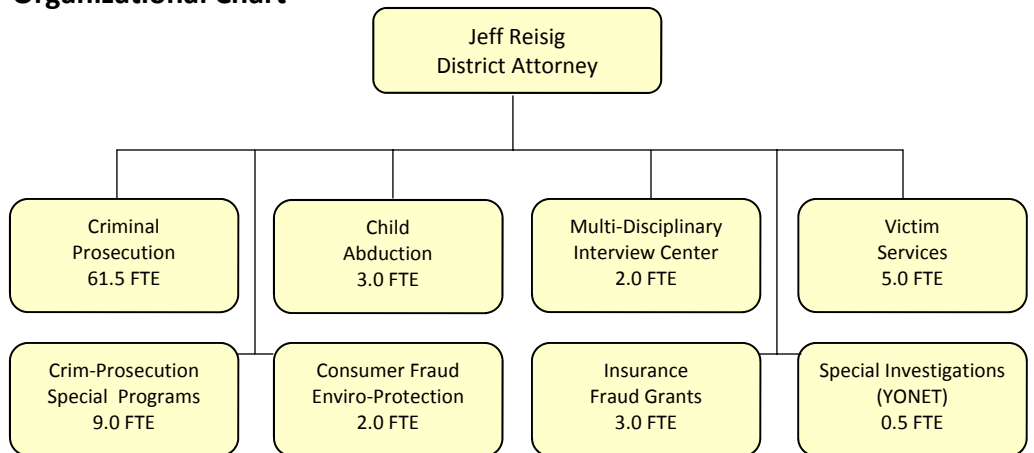 Organizational Chart
Jeff Reisig
District Attorney
Criminal
Prosecution
61.5 FTE
Child
Abduction
3.0 FTE
Multi-Disciplinary
Interview Center
2.0 FTE
Victim
Services
5.0 FTE
Crim-Prosecution
Special Programs
9.0 FTE
Consumer Fraud
Enviro-Protection
2.0 FTE
Insurance
Fraud Grants
3.0 FTE
Special Investigations
(YONET)
0.5 FTE